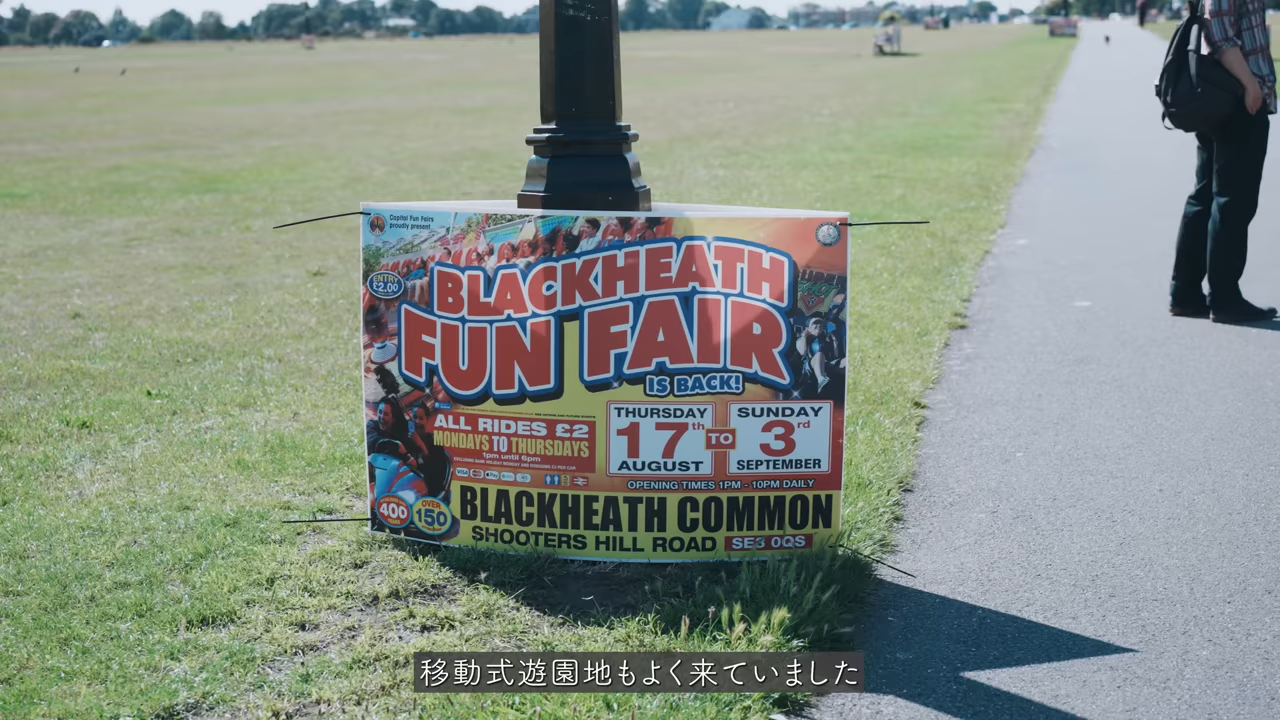 Capital Fun Fairs
proudly present
ENTRY
£2.00
BLACKHEATH
FUN FAIR
IS BACK!
ALL RIDES £2
MONDAYS TO THURSDAYS
1pm until 6pm
THURSDAY
17th
AUGUST
TO
SUNDAY
3rd
SEPTEMBER
OPENING TIMES 1PM - 10PM DAILY
400
OVER
150
BLACKHEATH COMMON
SHOOTERS HILL ROAD
SE3 0QS
移動式遊園地もよく来ていました